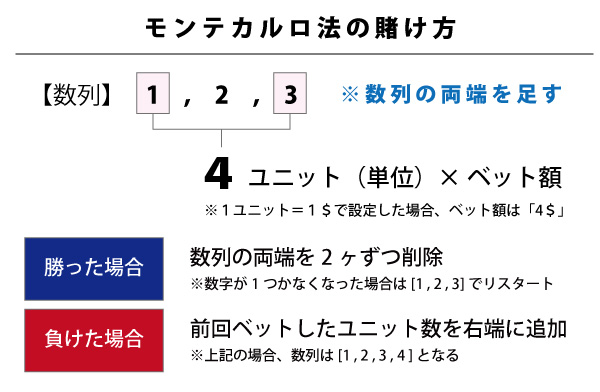 モンテカルロ法の賭け方
【数列】 1 , 2 , 3 ※数列の両端を足す
4 ユニット（単位）× ベット額
※１ユニット＝１＄で設定した場合、ベット額は「4＄」
勝った場合
数列の両端を２ヶずつ削除
※数字が１つかなくなった場合は [1 , 2 , 3] でリスタート
負けた場合
前回ベットしたユニット数を右端に追加
※上記の場合、数列は [1 , 2 , 3 , 4 ] となる